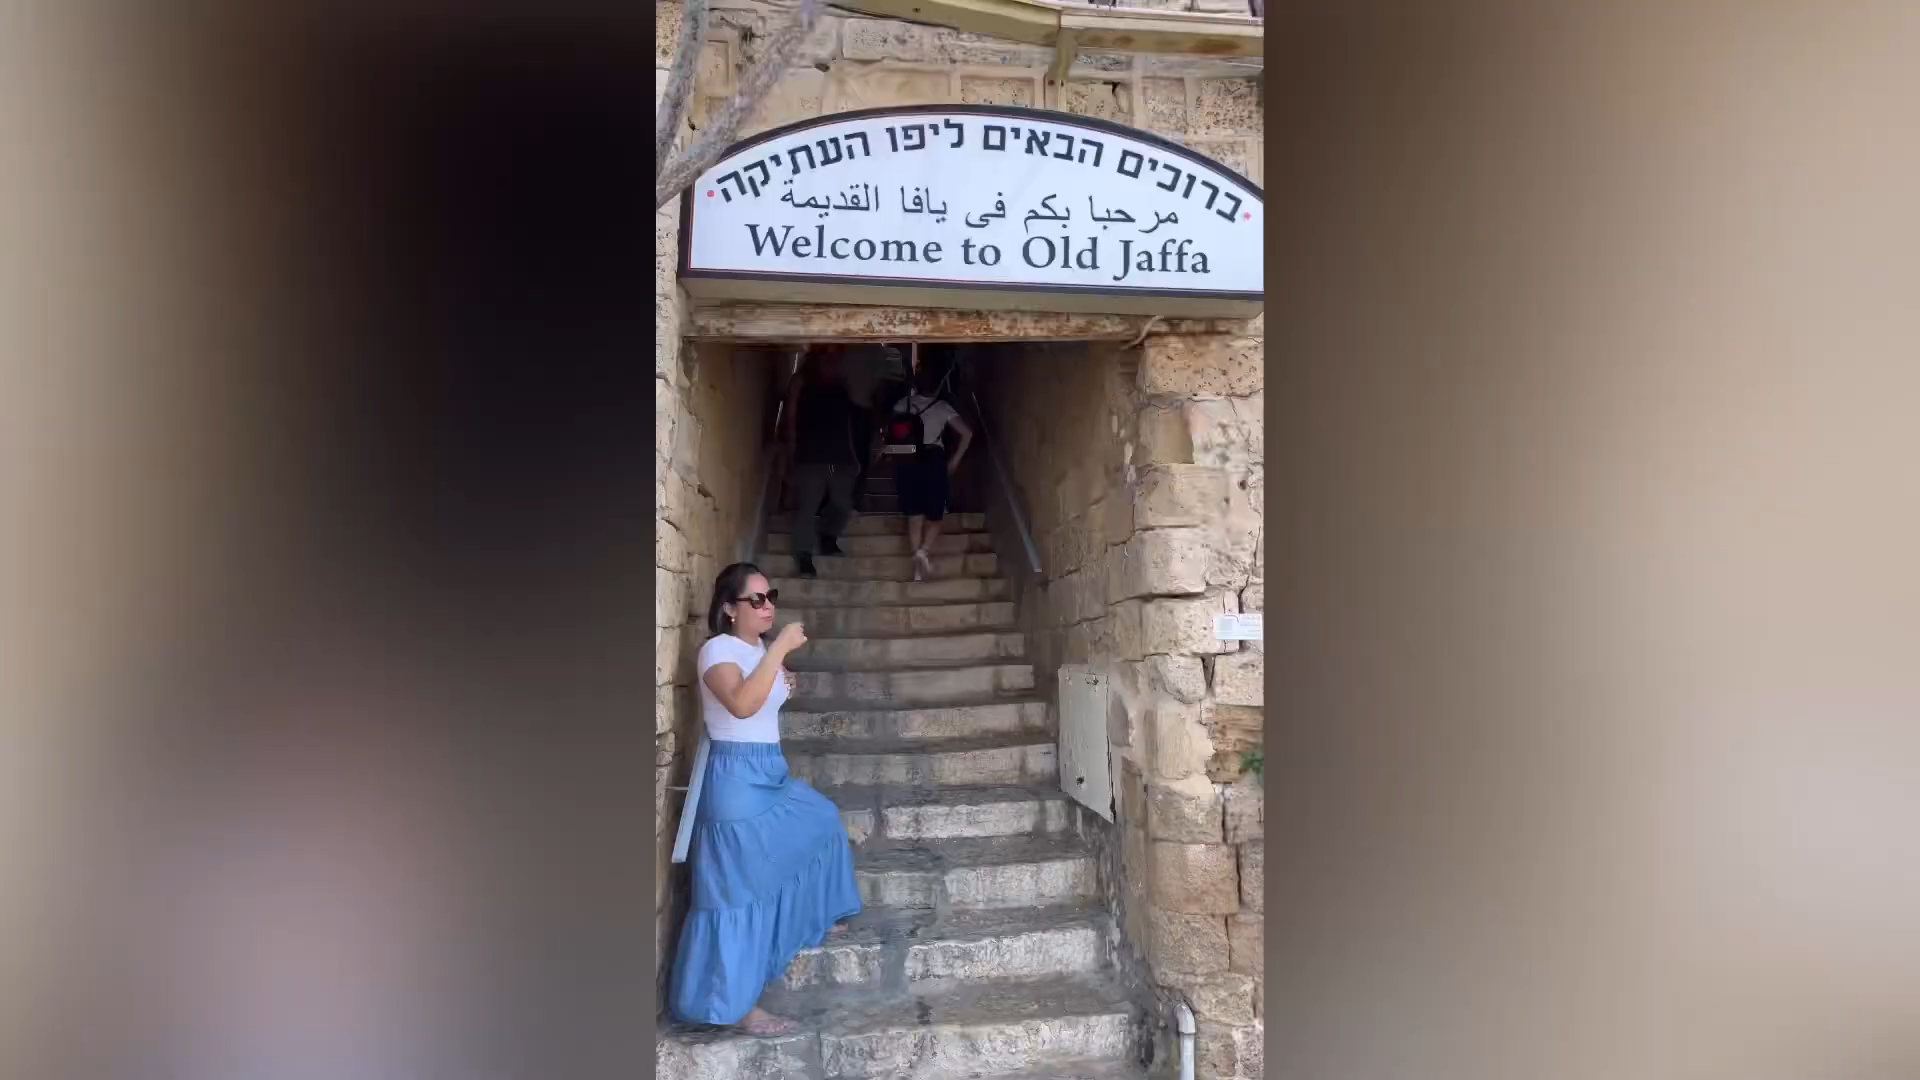 ברוכים הבאים ליפו העתיקה
مرحبا بكم فى يافا القديمة
Welcome to Old Jaffa